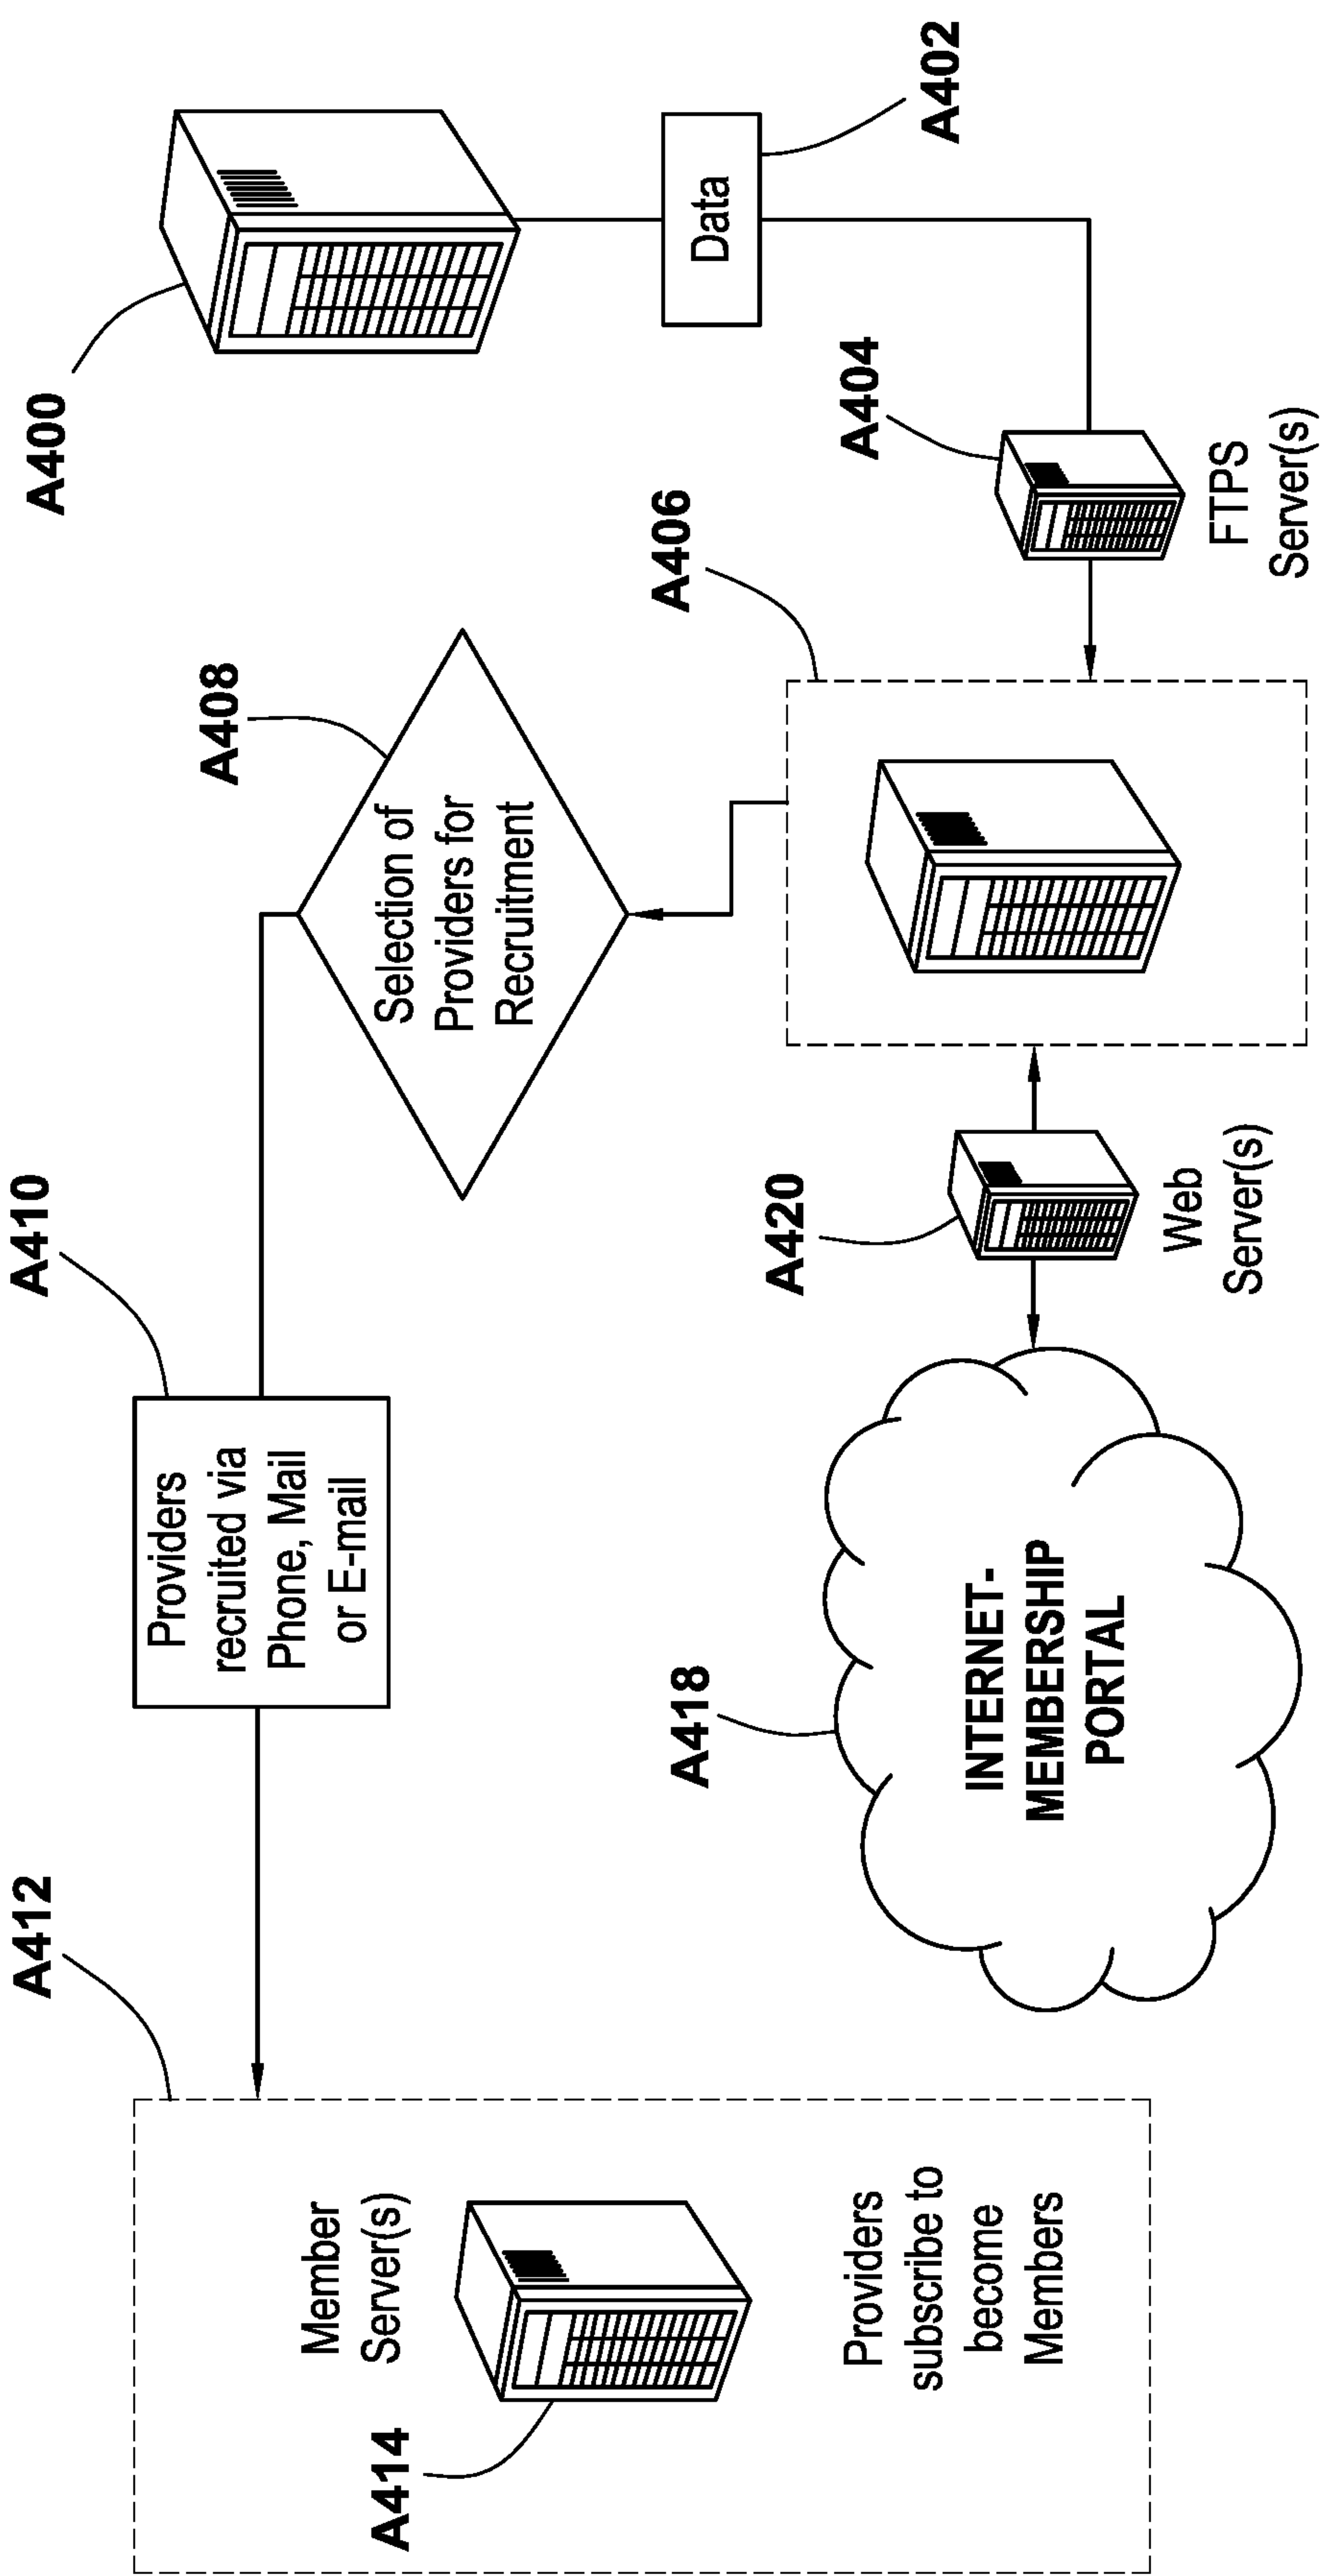 A412
Member
Server(s)
A414
Providers
subscribe to
become
Members
A410
Providers
recruited via
Phone, Mail
or E-mail
A408
Selection of
Providers for
Recruitment
A400
Data
A402
A418
INTERNET-
MEMBERSHIP
PORTAL
A420
Web
Server(s)
A406
A404
FTPS
Server(s)